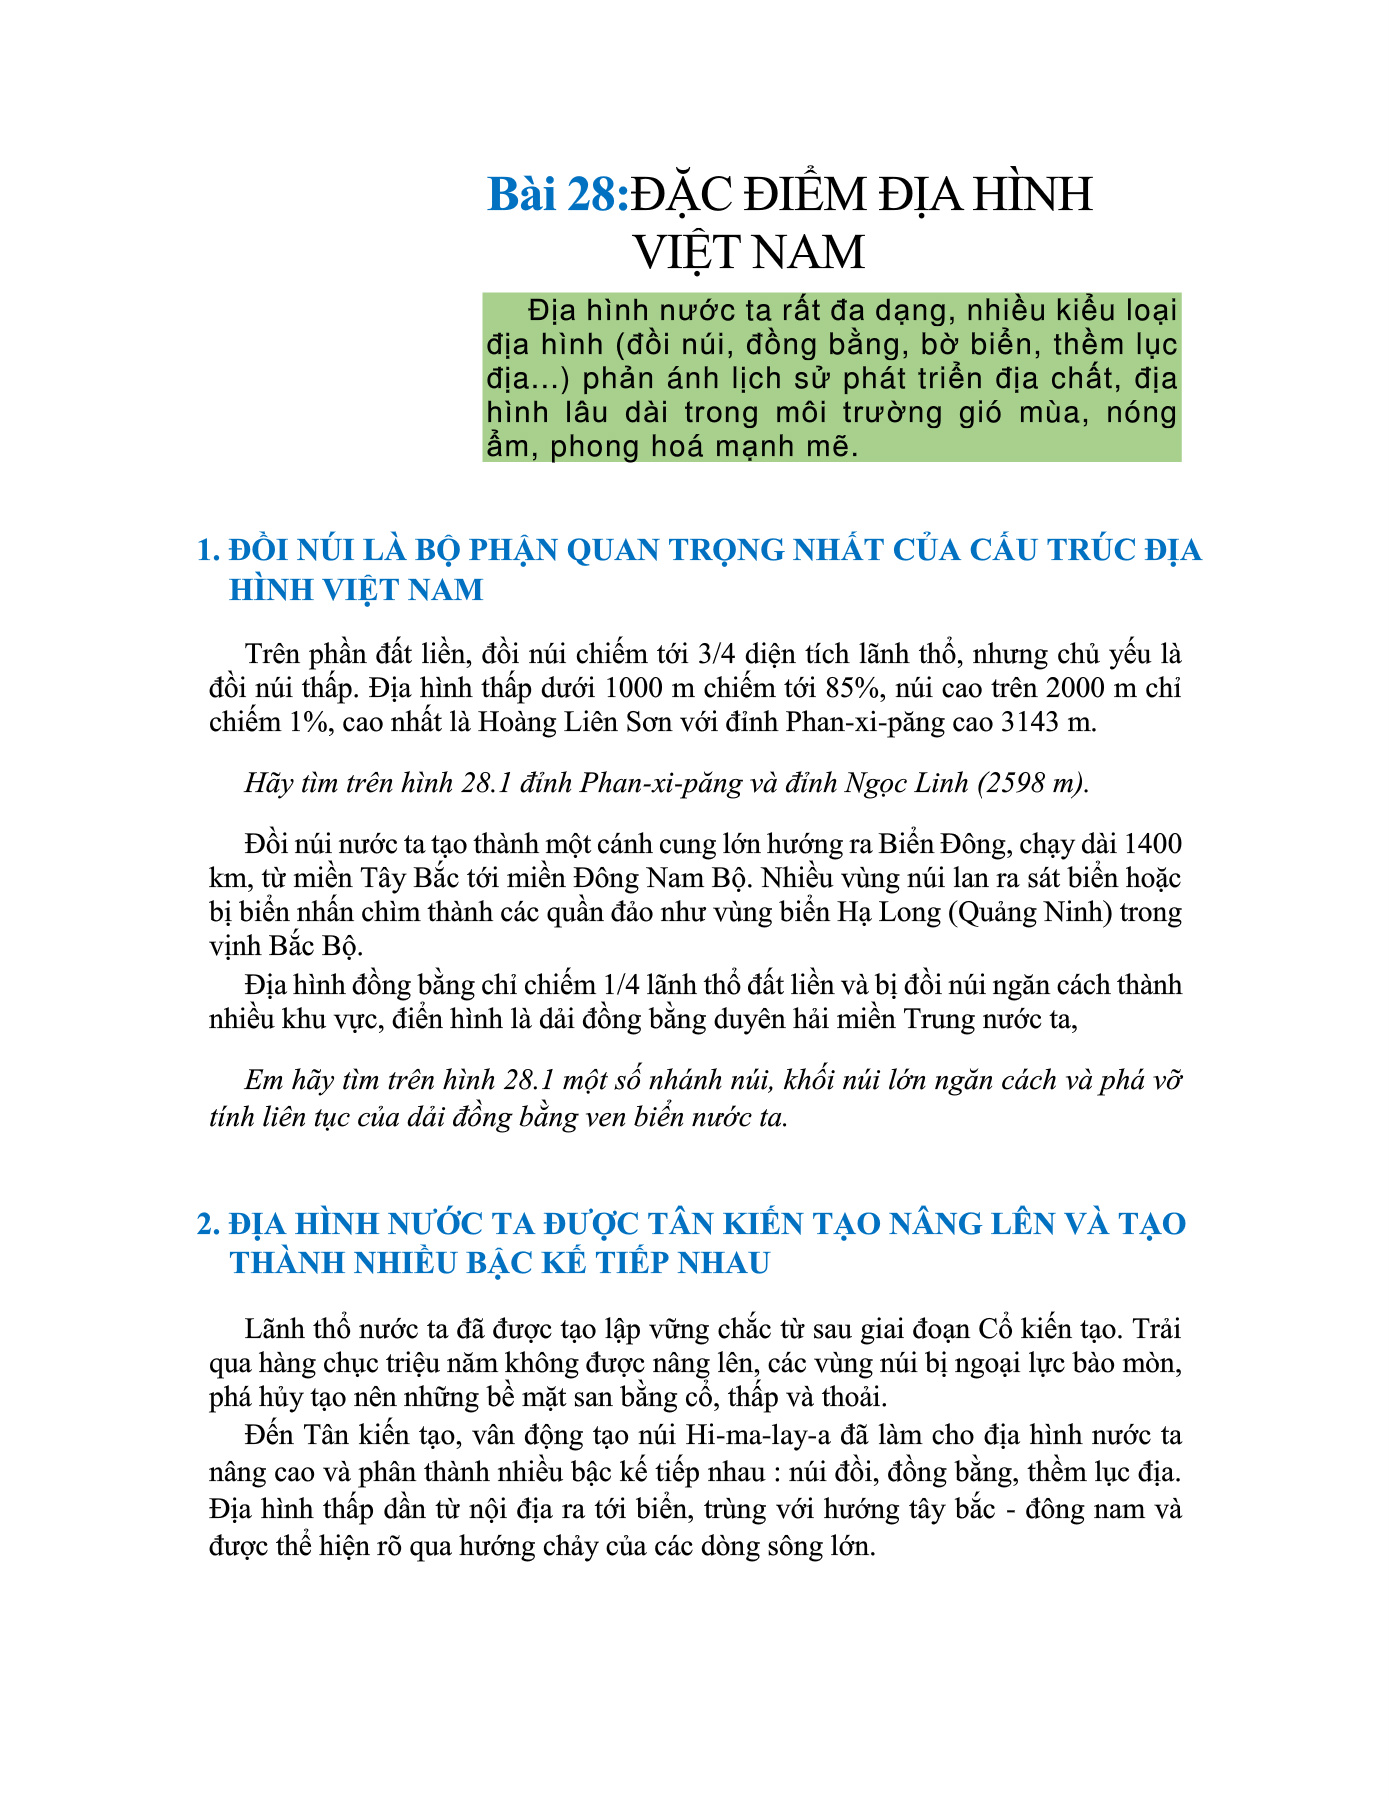 Bài 28:ĐẶC ĐIỂM ĐỊA HÌNH
VIỆT NAM
Địa hình nước ta rất đa dạng, nhiều kiểu loại
địa hình (đồi núi, đồng bằng, bờ biển, thềm lục
địa...) phản ánh lịch sử phát triển địa chất, địa
hình lâu dài trong môi trường gió mùa, nóng
ẩm, phong hoá mạnh mẽ.
1. ĐỒI NÚI LÀ BỘ PHẬN QUAN TRỌNG NHẤT CỦA CẤU TRÚC ĐỊA
HÌNH VIỆT NAM
Trên phần đất liền, đồi núi chiếm tới 3/4 diện tích lãnh thổ, nhưng chủ yếu là
đồi núi thấp. Địa hình thấp dưới 1000 m chiếm tới 85%, núi cao trên 2000 m chỉ
chiếm 1%, cao nhất là Hoàng Liên Sơn với đỉnh Phan-xi-păng cao 3143 m.
Hãy tìm trên hình 28.1 đỉnh Phan-xi-păng và đỉnh Ngọc Linh (2598 m).
Đồi núi nước ta tạo thành một cánh cung lớn hướng ra Biển Đông, chạy dài 1400
km, từ miền Tây Bắc tới miền Đông Nam Bộ. Nhiều vùng núi lan ra sát biển hoặc
bị biển nhấn chìm thành các quần đảo như vùng biển Hạ Long (Quảng Ninh) trong
vịnh Bắc Bộ.
Địa hình đồng bằng chỉ chiếm 1/4 lãnh thổ đất liền và bị đồi núi ngăn cách thành
nhiều khu vực, điển hình là dải đồng bằng duyên hải miền Trung nước ta,
Em hãy tìm trên hình 28.1 một số nhánh núi, khối núi lớn ngăn cách và phá vỡ
tính liên tục của dải đồng bằng ven biển nước ta.
2. ĐỊA HÌNH NƯỚC TA ĐƯỢC TÂN KIẾN TẠO NÂNG LÊN VÀ TẠO
THÀNH NHIỀU BẬC KẾ TIẾP NHAU
Lãnh thổ nước ta đã được tạo lập vững chắc từ sau giai đoạn Cổ kiến tạo. Trải
qua hàng chục triệu năm không được nâng lên, các vùng núi bị ngoại lực bào mòn,
phá hủy tạo nên những bề mặt san bằng cổ, thấp và thoải.
Đến Tân kiến tạo, vân động tạo núi Hi-ma-lay-a đã làm cho địa hình nước ta
nâng cao và phân thành nhiều bậc kế tiếp nhau : núi đồi, đồng bằng, thềm lục địa.
Địa hình thấp dần từ nội địa ra tới biển, trùng với hướng tây bắc - đông nam và
được thể hiện rõ qua hướng chảy của các dòng sông lớn.